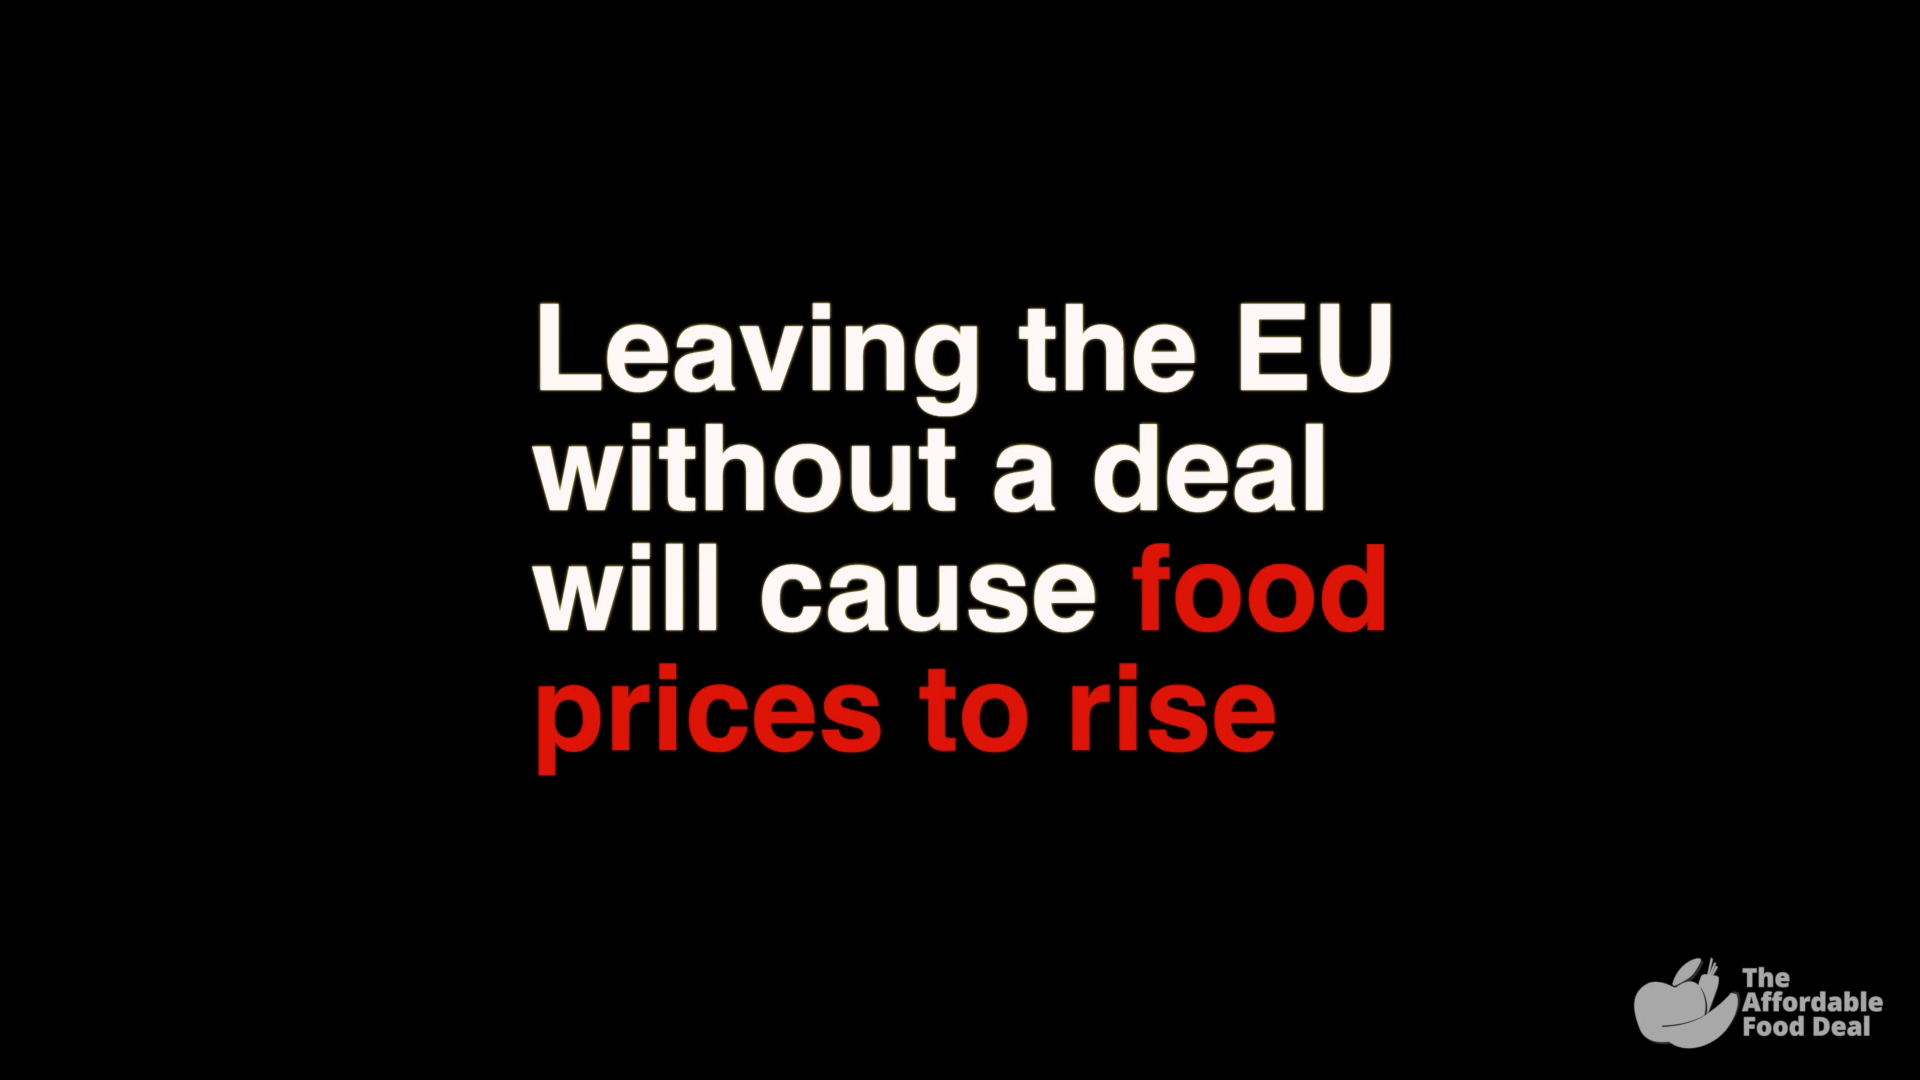 Leaving the EU
without a deal
will cause food
prices to rise
The
Affordable
Food Deal